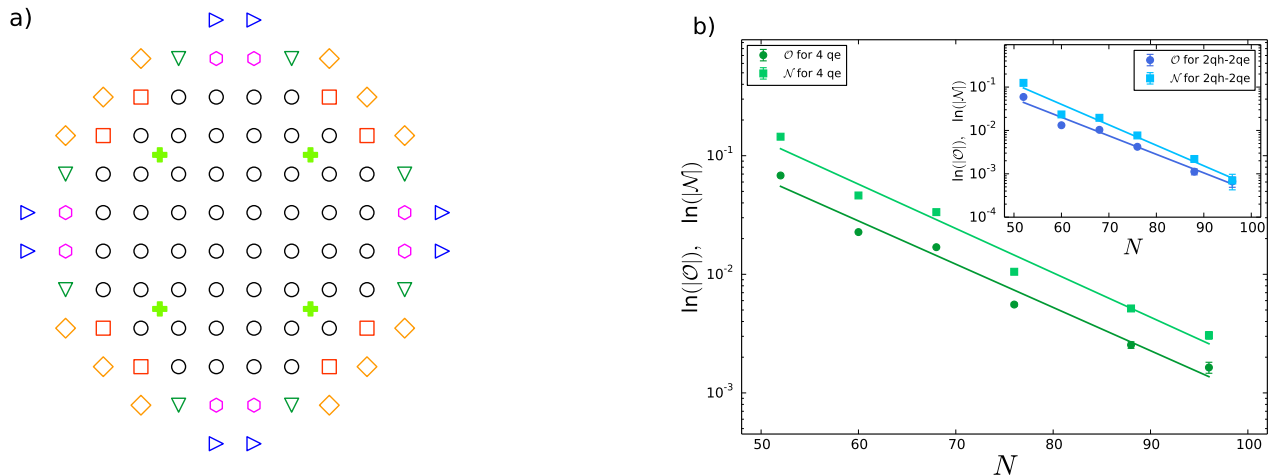 a)
b)
𝒪 for 4 qe
𝒩 for 4 qe
ln(|𝒪|), ln(|𝒩|)
10^-1
10^-2
10^-3
50 60 70 80 90 100
N
𝒪 for 2qh-2qe
𝒩 for 2qh-2qe
ln(|𝒪|), ln(|𝒩|)
10^-1
10^-2
10^-3
10^-4
50 60 70 80 90 100
N